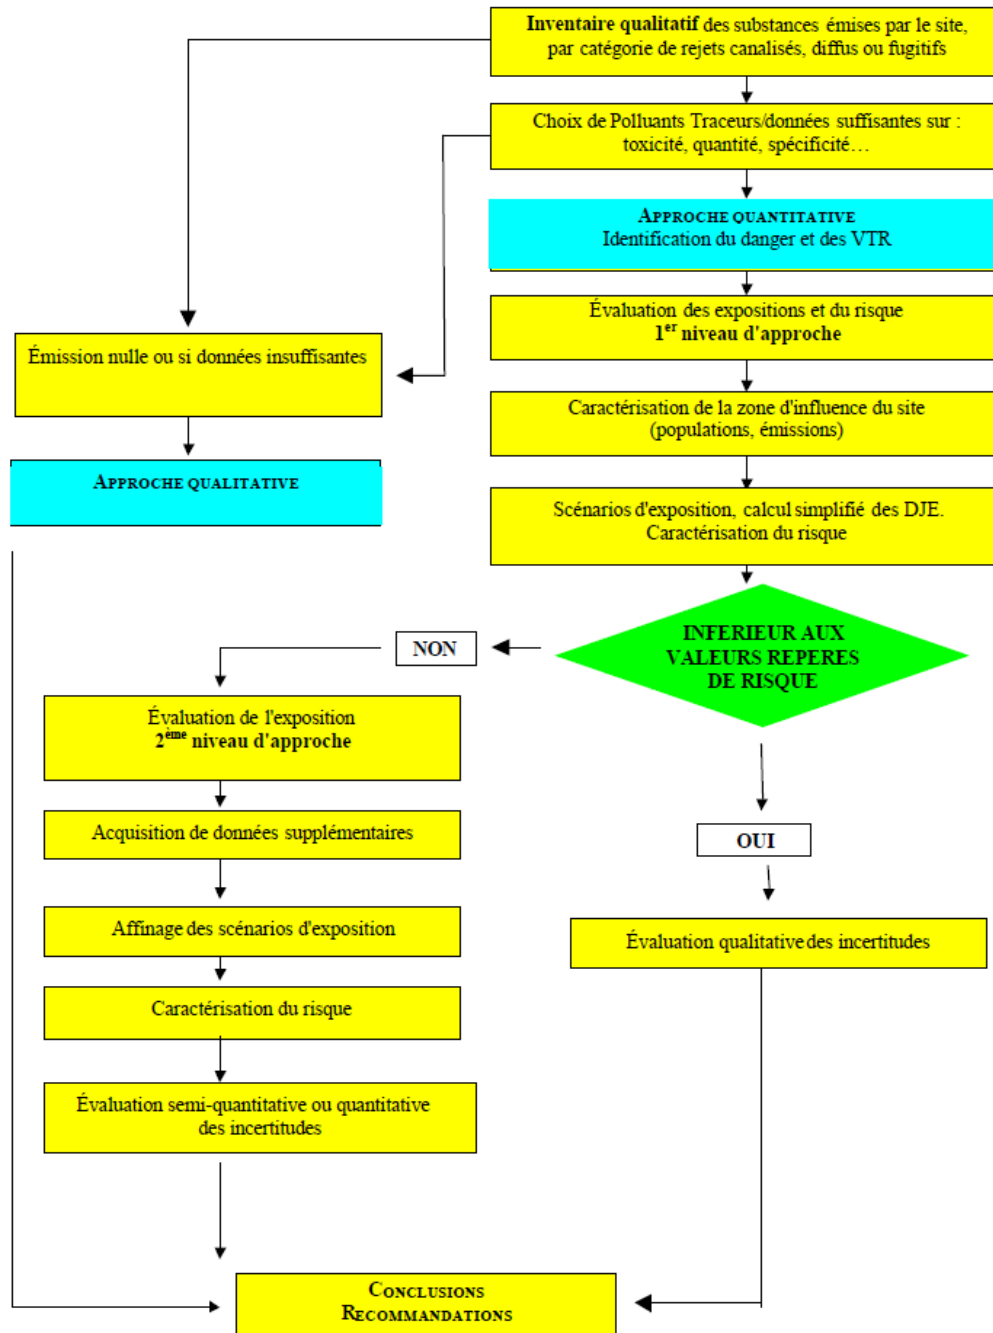 Inventaire qualitatif des substances émises par le site,
par catégorie de rejets canalisés, diffus ou fugitifs
Choix de Polluants Traceurs/données suffisantes sur :
toxicité, quantité, spécificité…
APPROCHE QUANTITATIVE
Identification du danger et des VTR
Évaluation des expositions et du risque
1er niveau d'approche
Émission nulle ou si données insuffisantes
Caractérisation de la zone d'influence du site
(populations, émissions)
APPROCHE QUALITATIVE
Scénarios d'exposition, calcul simplifié des DJE.
Caractérisation du risque
INFERIEUR AUX
VALEURS REPERES
DE RISQUE
NON
Évaluation de l'exposition
2ème niveau d'approche
Acquisition de données supplémentaires
OUI
Affinage des scénarios d'exposition
Évaluation qualitative des incertitudes
Caractérisation du risque
Évaluation semi-quantitative ou quantitative
des incertitudes
CONCLUSIONS
RECOMMANDATIONS